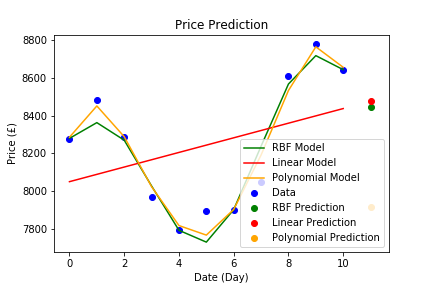 Price Prediction
8800
8600
8400
8200
8000
7800
Price (£)
RBF Model
Linear Model
Polynomial Model
Data
RBF Prediction
Linear Prediction
Polynomial Prediction
0 2 4 6 8 10
Date (Day)